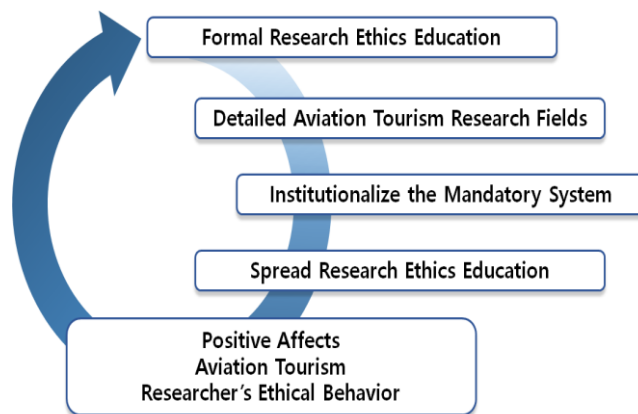 Formal Research Ethics Education
Detailed Aviation Tourism Research Fields
Institutionalize the Mandatory System
Spread Research Ethics Education
Positive Affects
Aviation Tourism
Researcher's Ethical Behavior